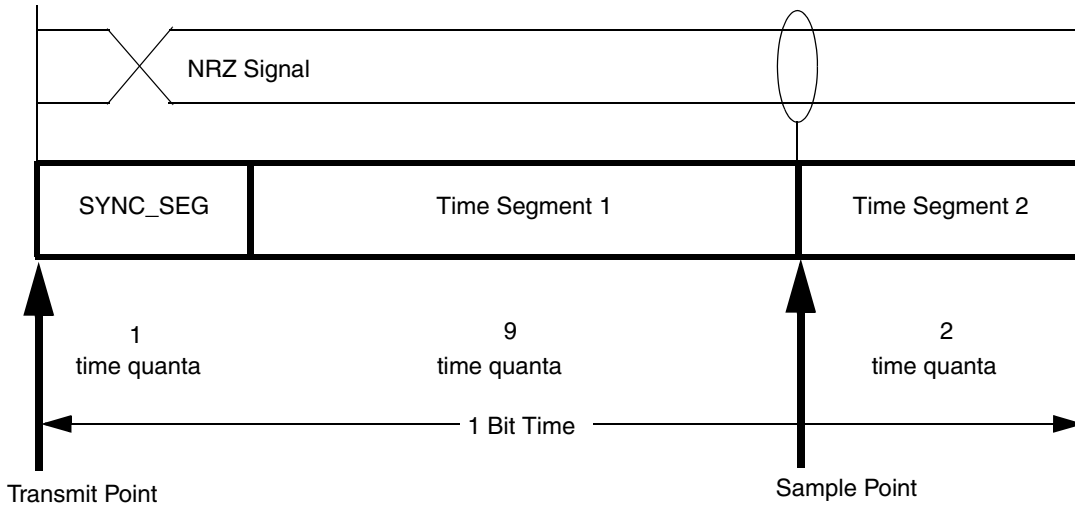 NRZ Signal
SYNC_SEG
Time Segment 1
Time Segment 2
1
time quanta
9
time quanta
2
time quanta
1 Bit Time
Transmit Point
Sample Point